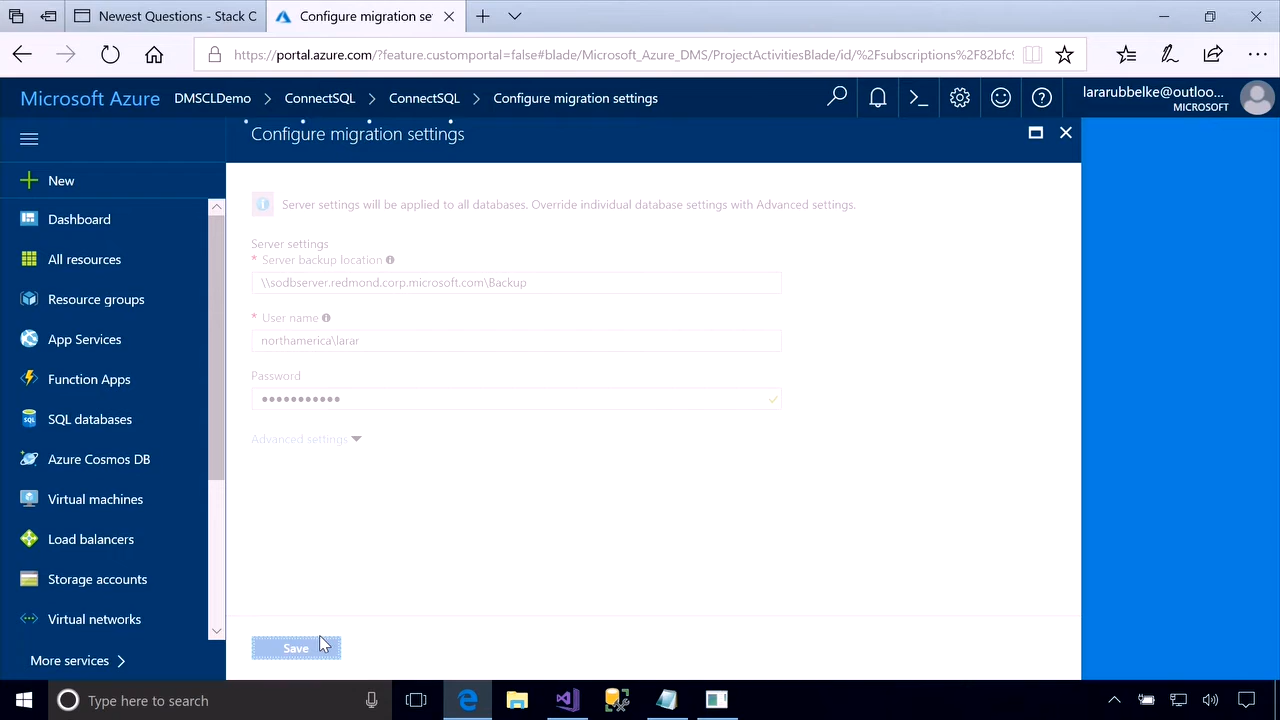 Newest Questions - Stack C
Configure migration se
https://portal.azure.com/?feature.customportal=false#blade/Microsoft_Azure_DMS/ProjectActivitiesBlade/id/%2Fsubscriptions%2F82bfc9
Microsoft Azure DMSCLDemo > ConnectSQL > ConnectSQL > Configure migration settings
lararubbelke@outloo...
MICROSOFT
Configure migration settings
New
Dashboard
All resources
Resource groups
App Services
Function Apps
SQL databases
Azure Cosmos DB
Virtual machines
Load balancers
Storage accounts
Virtual networks
More services >
Server settings will be applied to all databases. Override individual database settings with Advanced settings.
Server settings
* Server backup location
\\sodbserver.redmond.corp.microsoft.com\Backup
* User name
northamerica\larar
Password
●●●●●●●●●●●
Advanced settings
Save
Type here to search